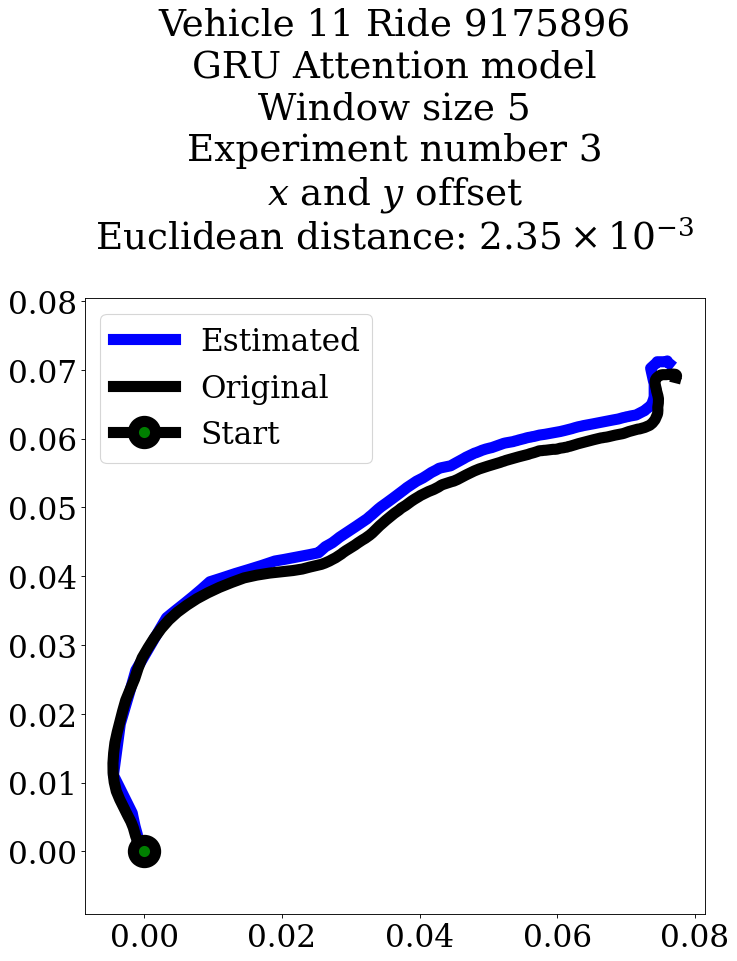 Vehicle 11 Ride 9175896
GRU Attention model
Window size 5
Experiment number 3
x and y offset
Euclidean distance: 2.35 × 10⁻³
0.08
0.07
0.06
0.05
0.04
0.03
0.02
0.01
0.00
Estimated
Original
Start
0.00 0.02 0.04 0.06 0.08